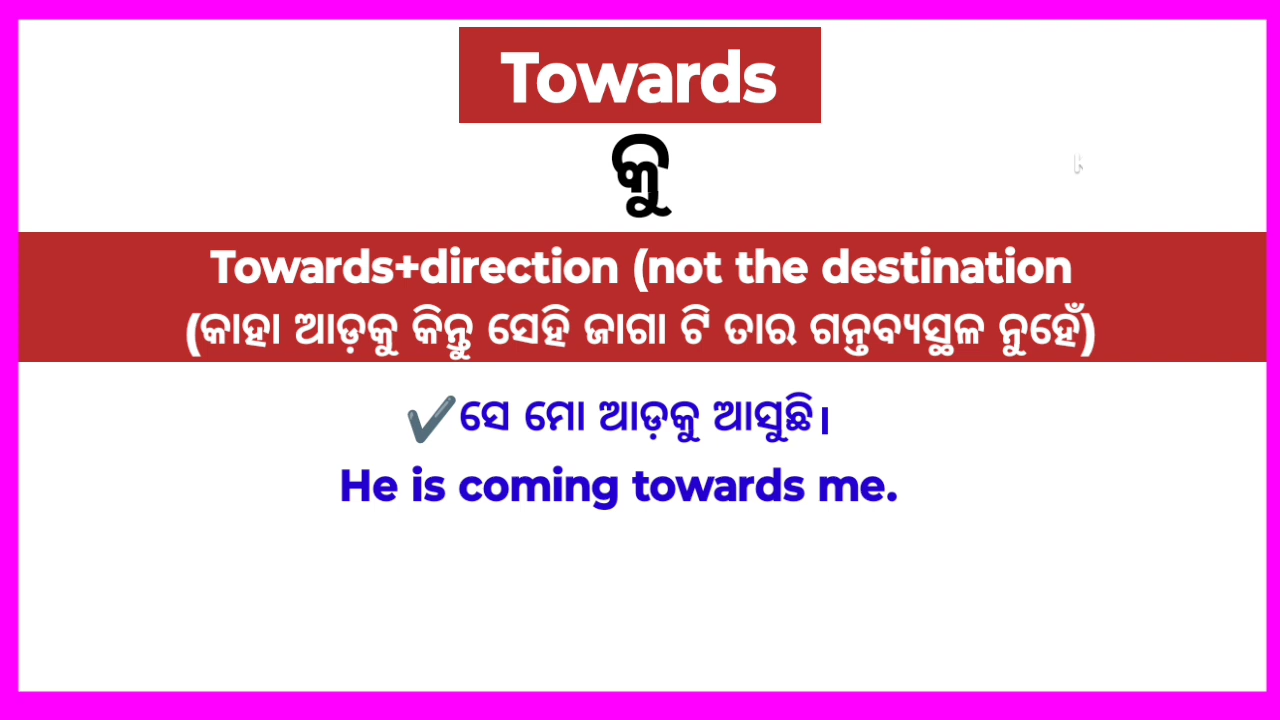 Towards
କୁ
Towards+direction (not the destination
(କାହା ଆଡ଼କୁ କିନ୍ତୁ ସେହି ଜାଗା ଟି ତାର ଗନ୍ତବ୍ୟସ୍ଥଳ ନୁହେଁ)
✔ସେ ମୋ ଆଡ଼କୁ ଆସୁଛି।
He is coming towards me.